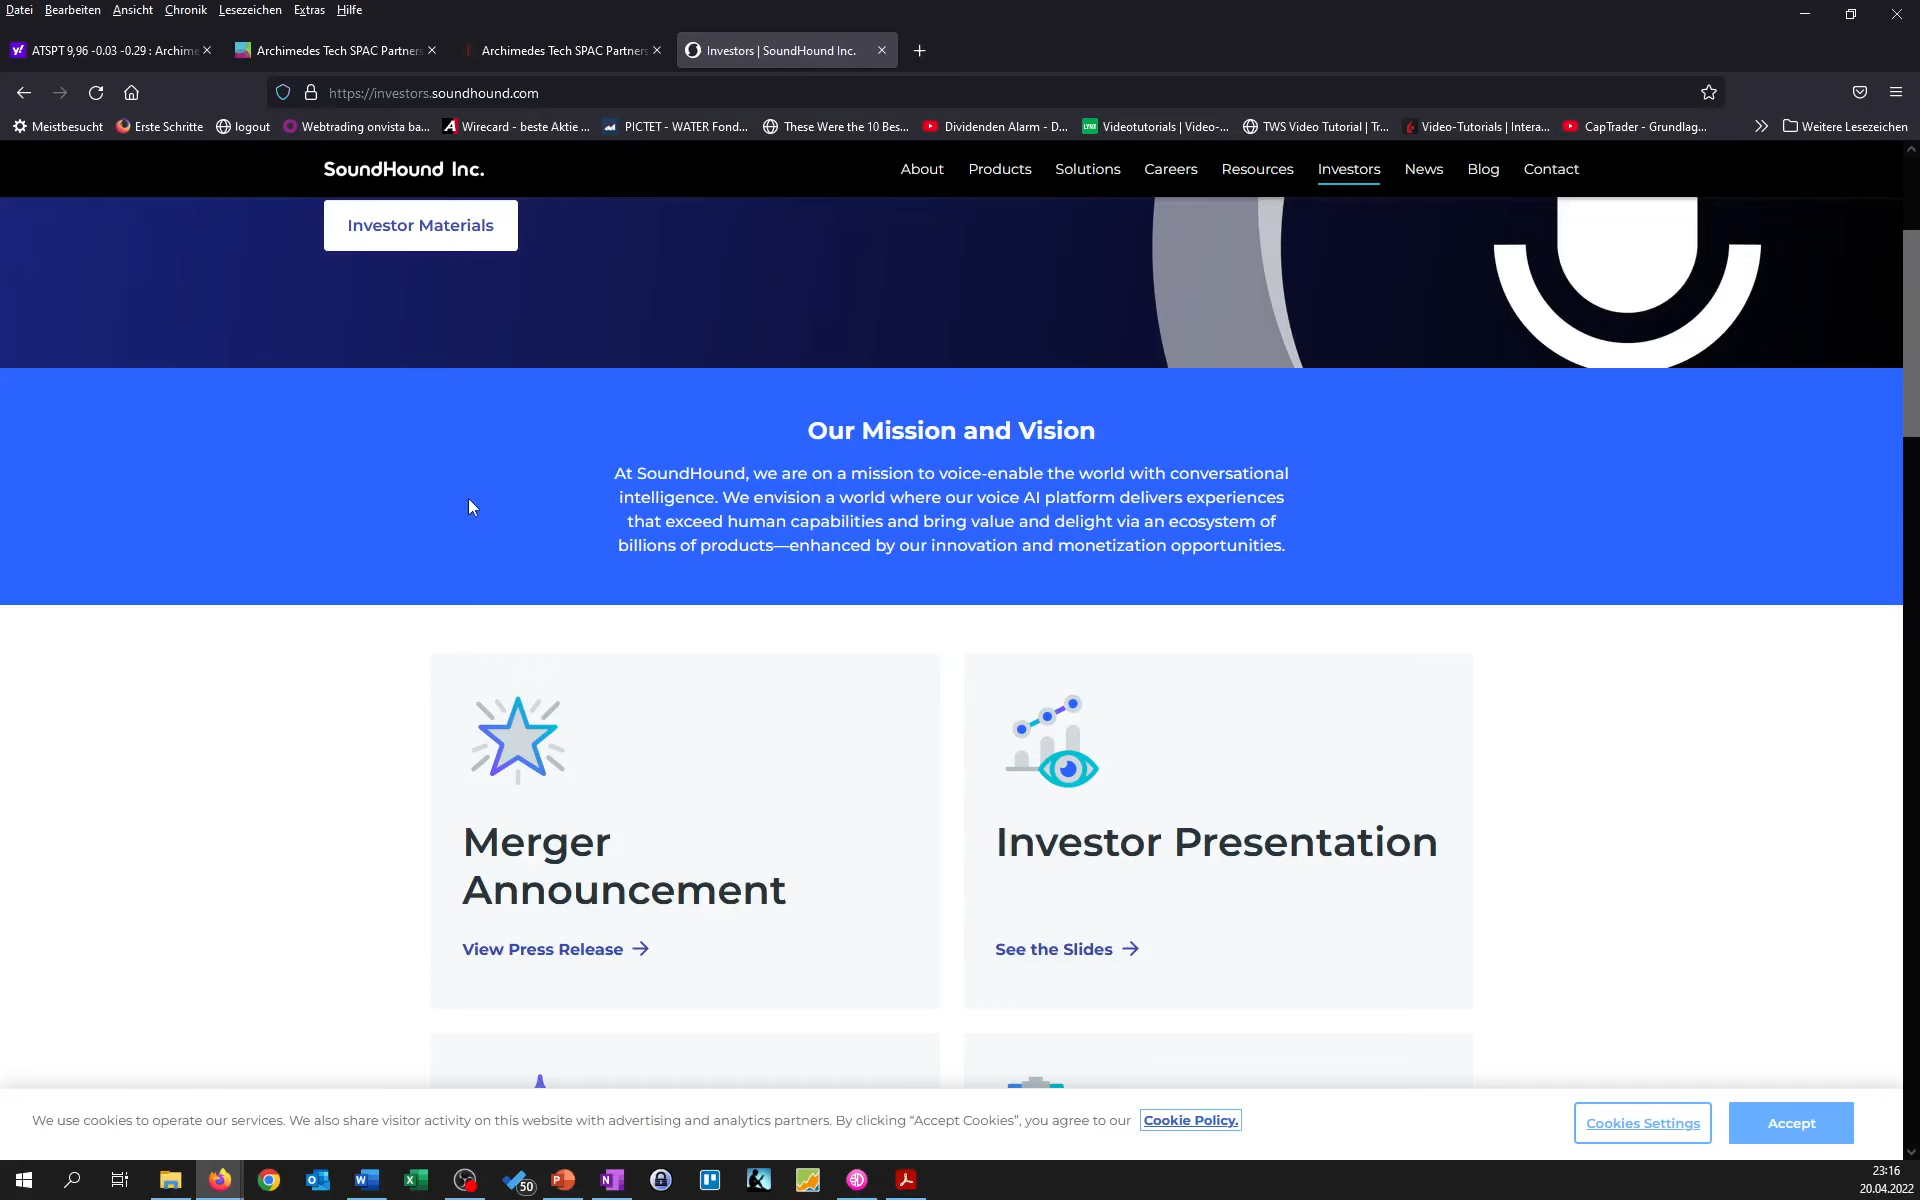 Datei Bearbeiten Ansicht Chronik Lesezeichen Extras Hilfe
ATSPT 9,96 -0.03 -0.29 : Archime
Archimedes Tech SPAC Partners
Archimedes Tech SPAC Partners
Investors | SoundHound Inc.
https://investors.soundhound.com
Meistbesucht
Erste Schritte
logout
Webtrading onvista ba...
Wirecard - beste Aktie ...
PICTET - WATER Fond...
These Were the 10 Bes...
Dividenden Alarm - D...
LYNX
Videotutorials | Video-...
TWS Video Tutorial | Tr...
Video-Tutorials | Intera...
CapTrader - Grundlag...
Weitere Lesezeichen
SoundHound Inc.
About Products Solutions Careers Resources Investors News Blog Contact
Investor Materials
Our Mission and Vision
At SoundHound, we are on a mission to voice-enable the world with conversational
intelligence. We envision a world where our voice AI platform delivers experiences
that exceed human capabilities and bring value and delight via an ecosystem of
billions of products—enhanced by our innovation and monetization opportunities.
Merger
Announcement
View Press Release
Investor Presentation
See the Slides
We use cookies to operate our services. We also share visitor activity on this website with advertising and analytics partners. By clicking “Accept Cookies”, you agree to our Cookie Policy.
Cookies Settings
Accept
50
23:16
20.04.2022